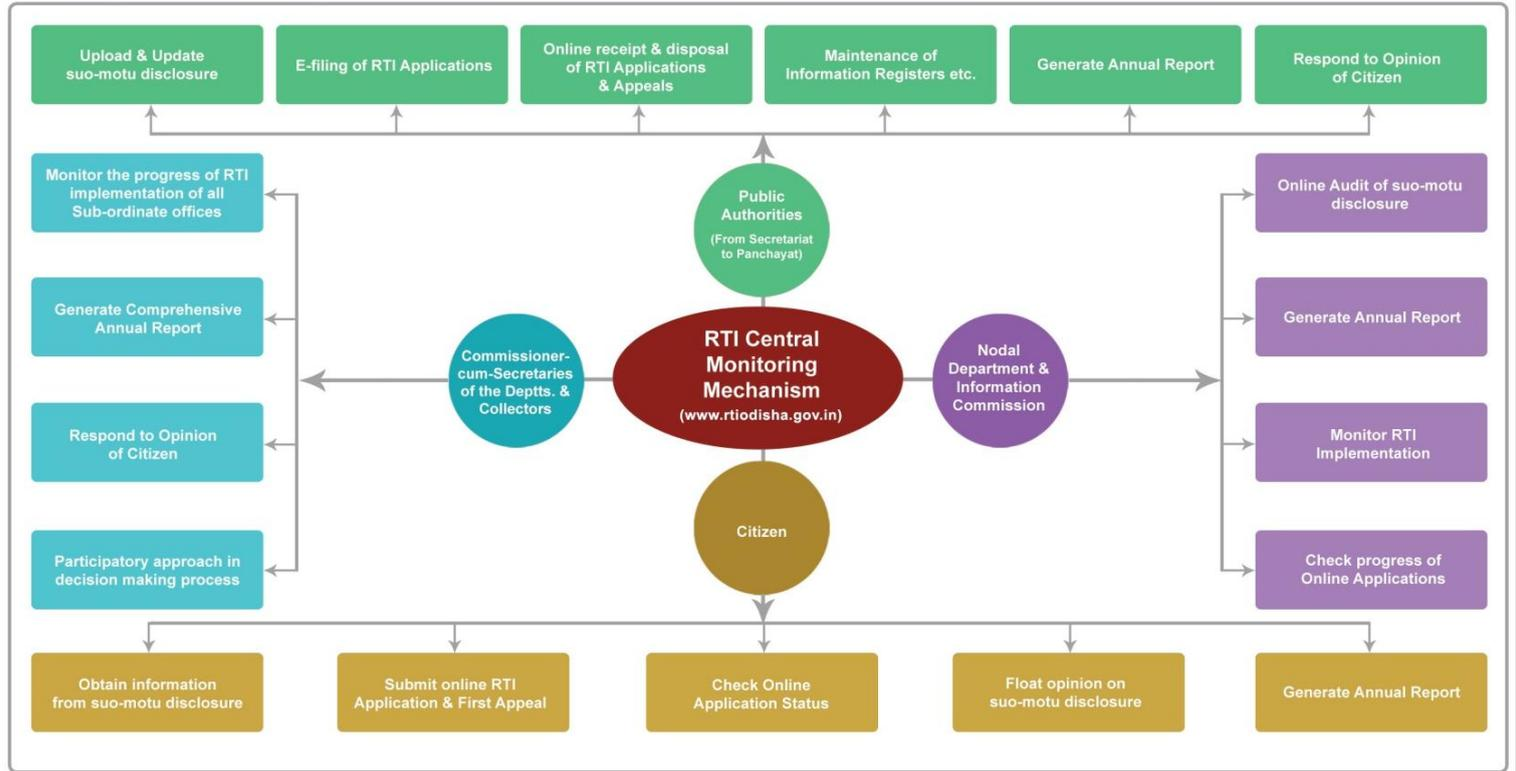 Upload & Update
suo-motu disclosure
E-filing of RTI Applications
Online receipt & disposal
of RTI Applications
& Appeals
Maintenance of
Information Registers etc.
Generate Annual Report
Respond to Opinion
of Citizen
Monitor the progress of RTI
implementation of all
Sub-ordinate offices
Generate Comprehensive
Annual Report
Respond to Opinion
of Citizen
Participatory approach in
decision making process
Public
Authorities
(From Secretariat
to Panchayat)
Commissioner-
cum-Secretaries
of the Deptts. &
Collectors
RTI Central
Monitoring
Mechanism
(www.rtiodisha.gov.in)
Nodal
Department &
Information
Commission
Citizen
Online Audit of suo-motu
disclosure
Generate Annual Report
Monitor RTI
Implementation
Check progress of
Online Applications
Obtain information
from suo-motu disclosure
Submit online RTI
Application & First Appeal
Check Online
Application Status
Float opinion on
suo-motu disclosure
Generate Annual Report